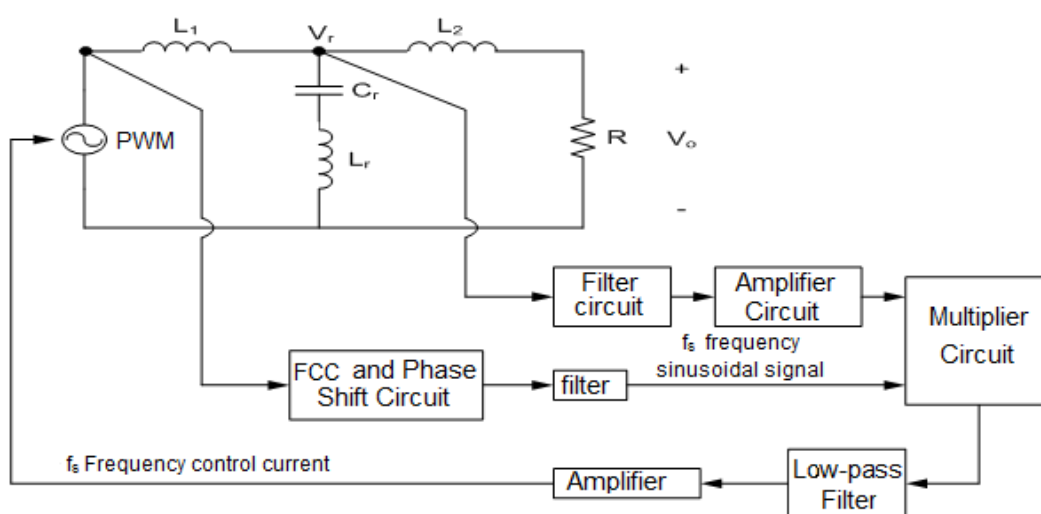 L₁
Vᵣ
L₂
Cᵣ
+
PWM
R
Vₒ
Lᵣ
-
Filter
circuit
Amplifier
Circuit
Multiplier
Circuit
fₛ frequency
sinusoidal signal
FCC and Phase
Shift Circuit
filter
fₛ Frequency control current
Amplifier
Low-pass
Filter